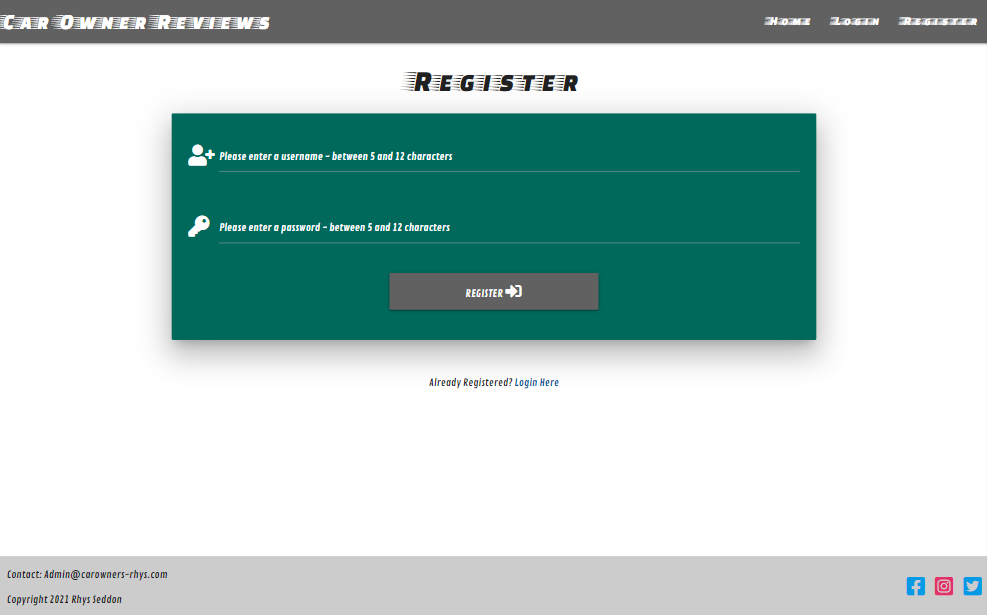 Car Owner Reviews
Home Login Register
Register
Please enter a username - between 5 and 12 characters
Please enter a password - between 5 and 12 characters
REGISTER
Already Registered? Login Here
Contact: Admin@carowners-rhys.com
Copyright 2021 Rhys Seddon